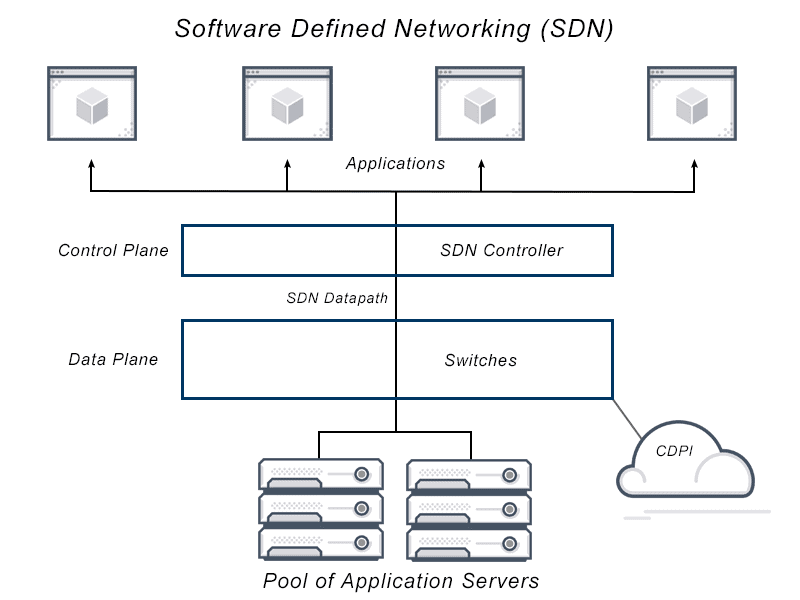 Software Defined Networking (SDN)
Applications
Control Plane
SDN Controller
SDN Datapath
Data Plane
Switches
CDPI
Pool of Application Servers